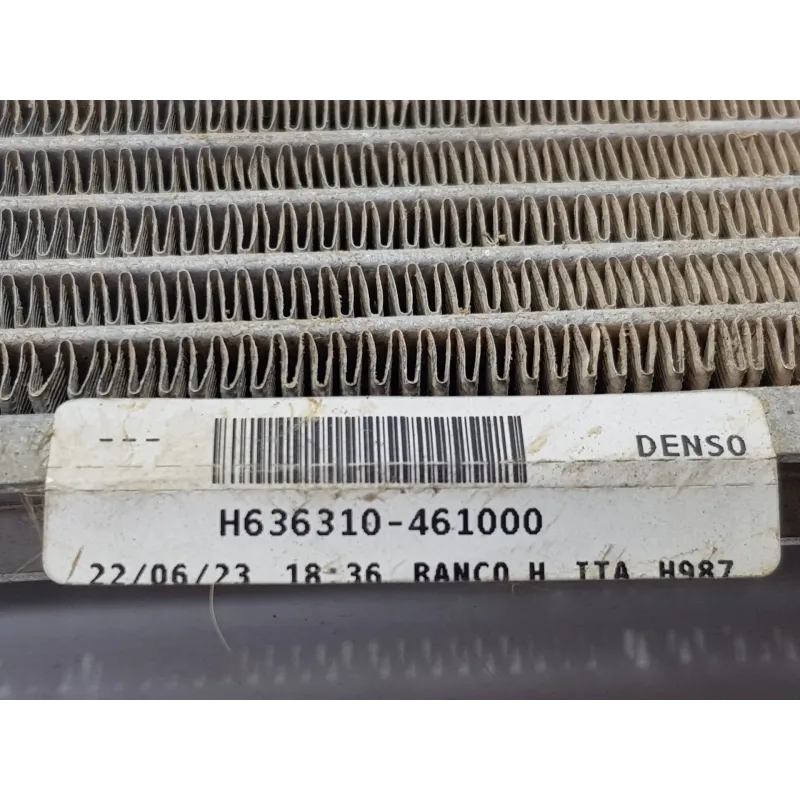 --- DENSO
H636310-461000
22/06/23 18:36 BANCO H ITA H987